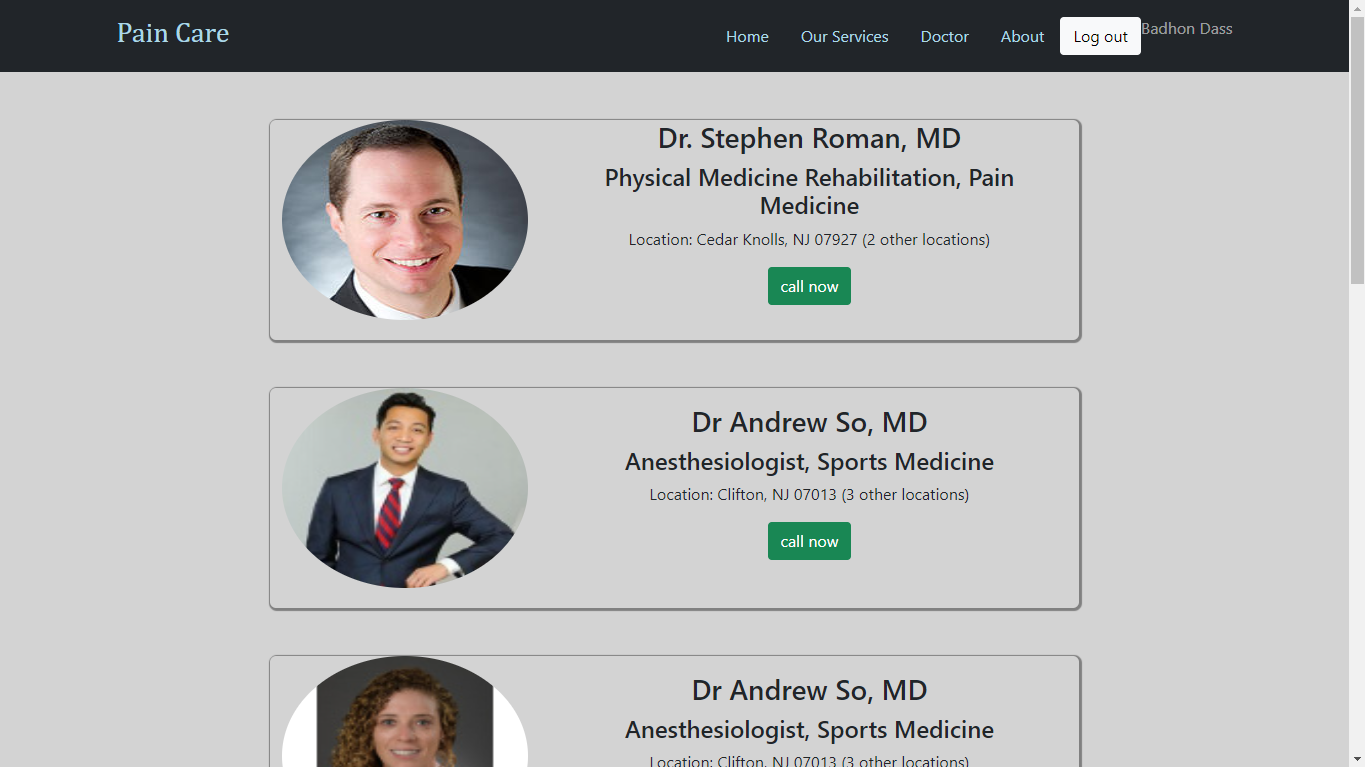 Pain Care
Home Our Services Doctor About Log out Badhon Dass
Dr. Stephen Roman, MD
Physical Medicine Rehabilitation, Pain
Medicine
Location: Cedar Knolls, NJ 07927 (2 other locations)
call now
Dr Andrew So, MD
Anesthesiologist, Sports Medicine
Location: Clifton, NJ 07013 (3 other locations)
call now
Dr Andrew So, MD
Anesthesiologist, Sports Medicine
Location: Clifton, NJ 07013 (3 other locations)